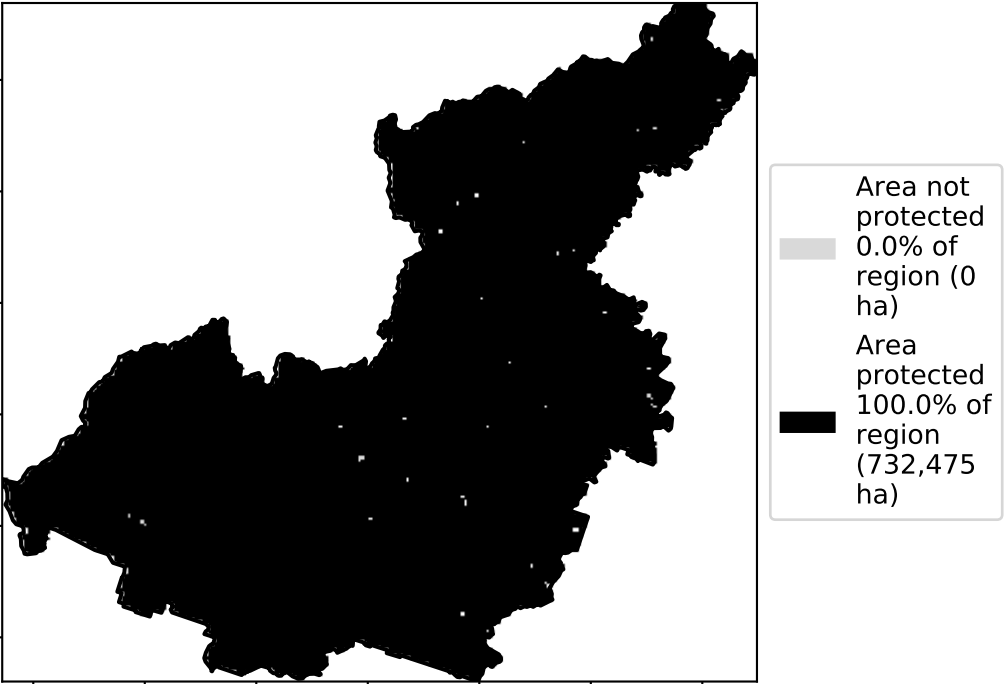 Area not
protected
0.0% of
region (0
ha)
Area
protected
100.0% of
region
(732,475
ha)